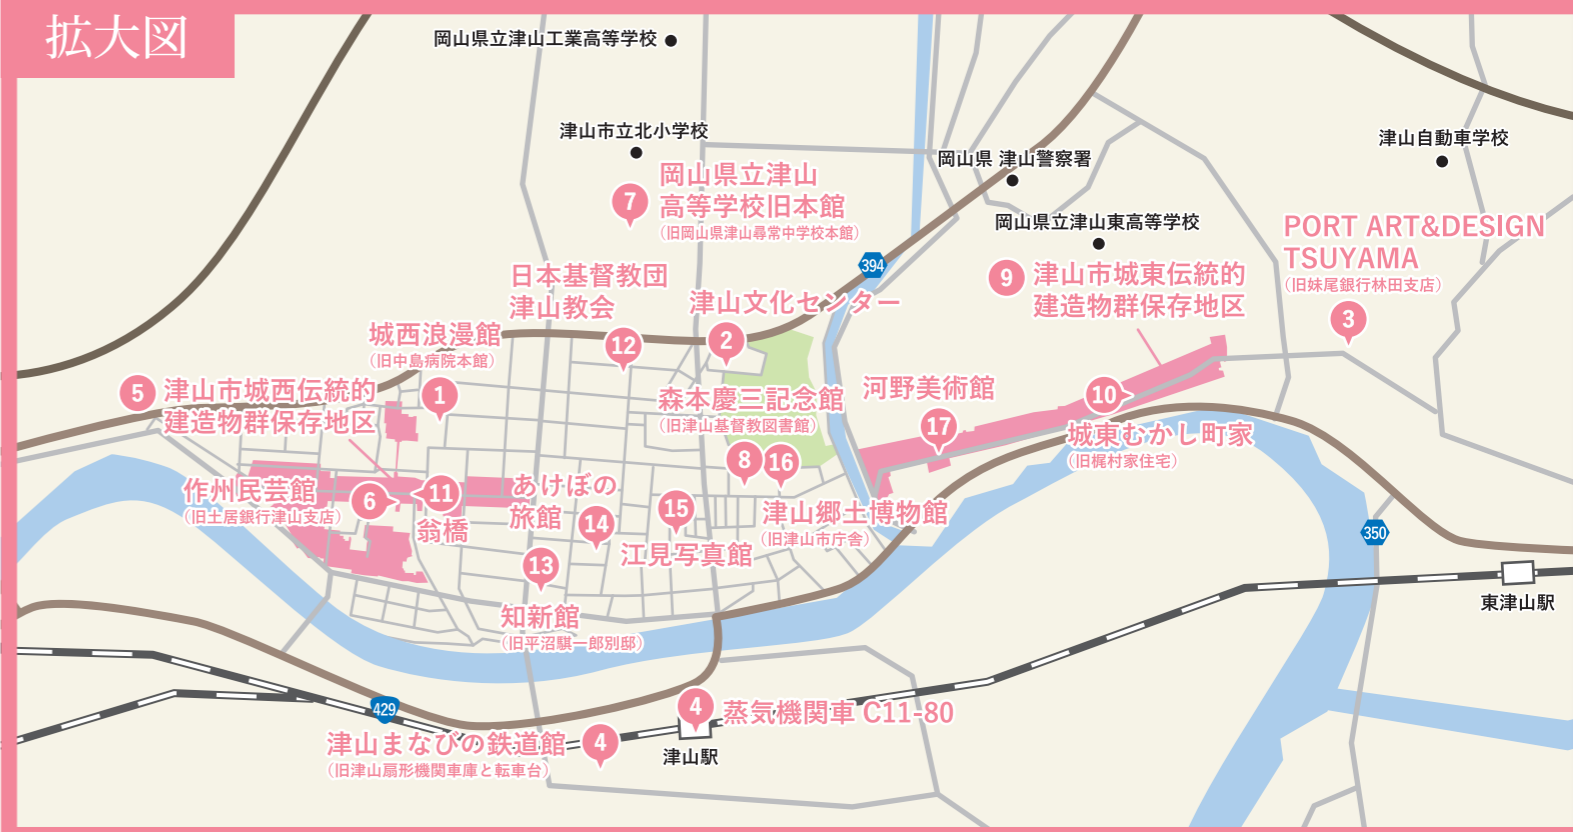 拡大図
岡山県立津山工業高等学校
津山市立北小学校
岡山県 津山警察署
津山自動車学校
7
岡山県立津山
高等学校旧本館
（旧岡山県津山尋常中学校本館）
岡山県立津山東高等学校
PORT ART&DESIGN
TSUYAMA
（旧妹尾銀行林田支店）
3
394
9
津山市城東伝統的
建造物群保存地区
日本基督教団
津山教会
12
津山文化センター
2
城西浪漫館
（旧中島病院本館）
1
5
津山市城西伝統的
建造物群保存地区
森本慶三記念館
（旧津山基督教図書館）
8
16
河野美術館
17
10
城東むかし町家
（旧梶村家住宅）
作州民芸館
（旧土居銀行津山支店）
6
11
翁橋
あけぼの
旅館
14
15
江見写真館
津山郷土博物館
（旧津山市庁舎）
13
知新館
（旧平沼騏一郎別邸）
350
東津山駅
429
4
蒸気機関車 C11-80
津山駅
津山まなびの鉄道館
（旧津山扇形機関車庫と転車台）
4